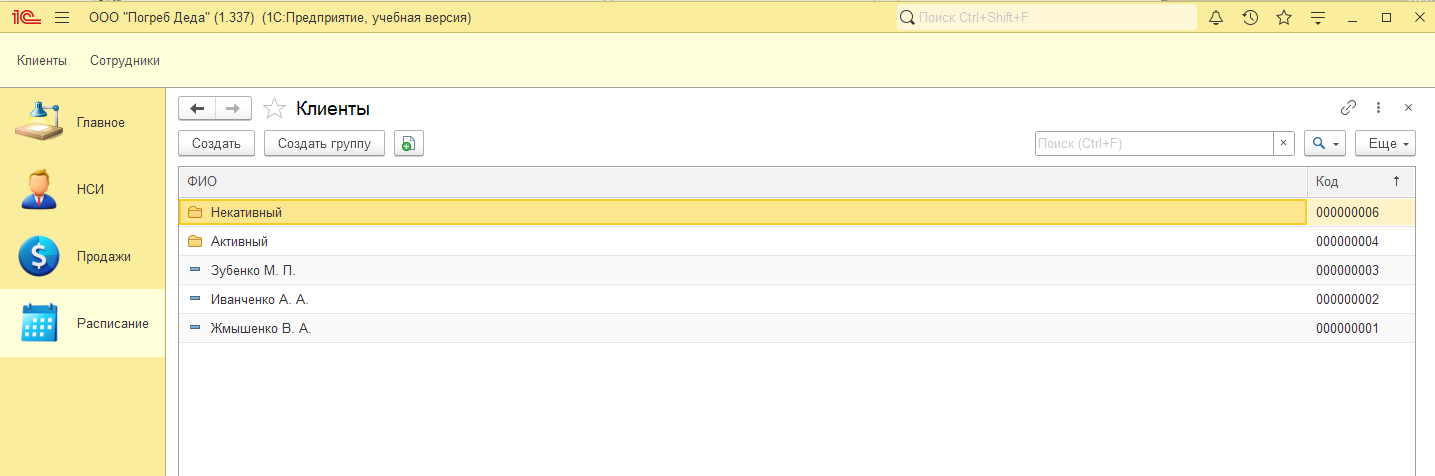 1С ООО "Погреб Деда" (1.337) (1С:Предприятие, учебная версия) Поиск Ctrl+Shift+F
Клиенты Сотрудники
Главное
НСИ
Продажи
Расписание
Клиенты
Создать Создать группу Поиск (Ctrl+F) × Еще
ФИО Код ↑
Некативный 000000006
Активный 000000004
Зубенко М. П. 000000003
Иванченко А. А. 000000002
Жмышенко В. А. 000000001